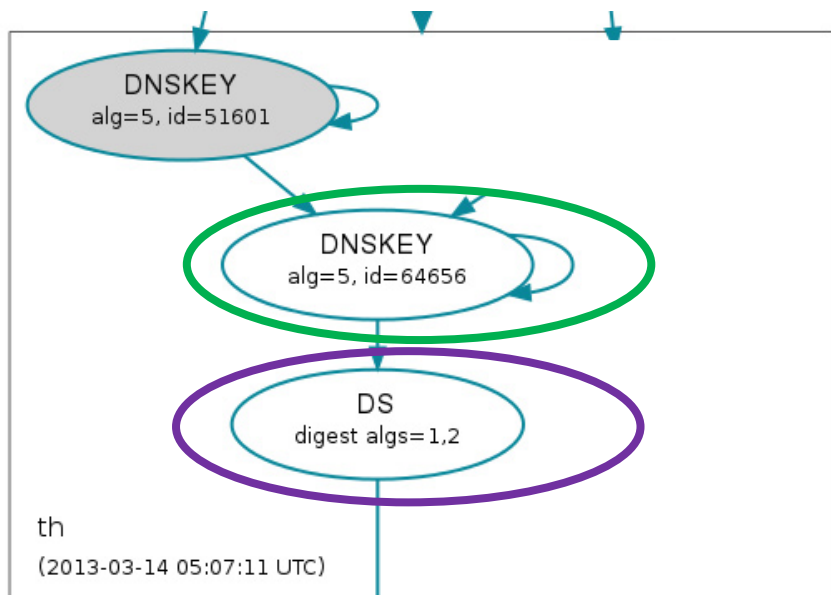 DNSKEY
alg=5, id=51601
DNSKEY
alg=5, id=64656
DS
digest algs=1,2
th
(2013-03-14 05:07:11 UTC)